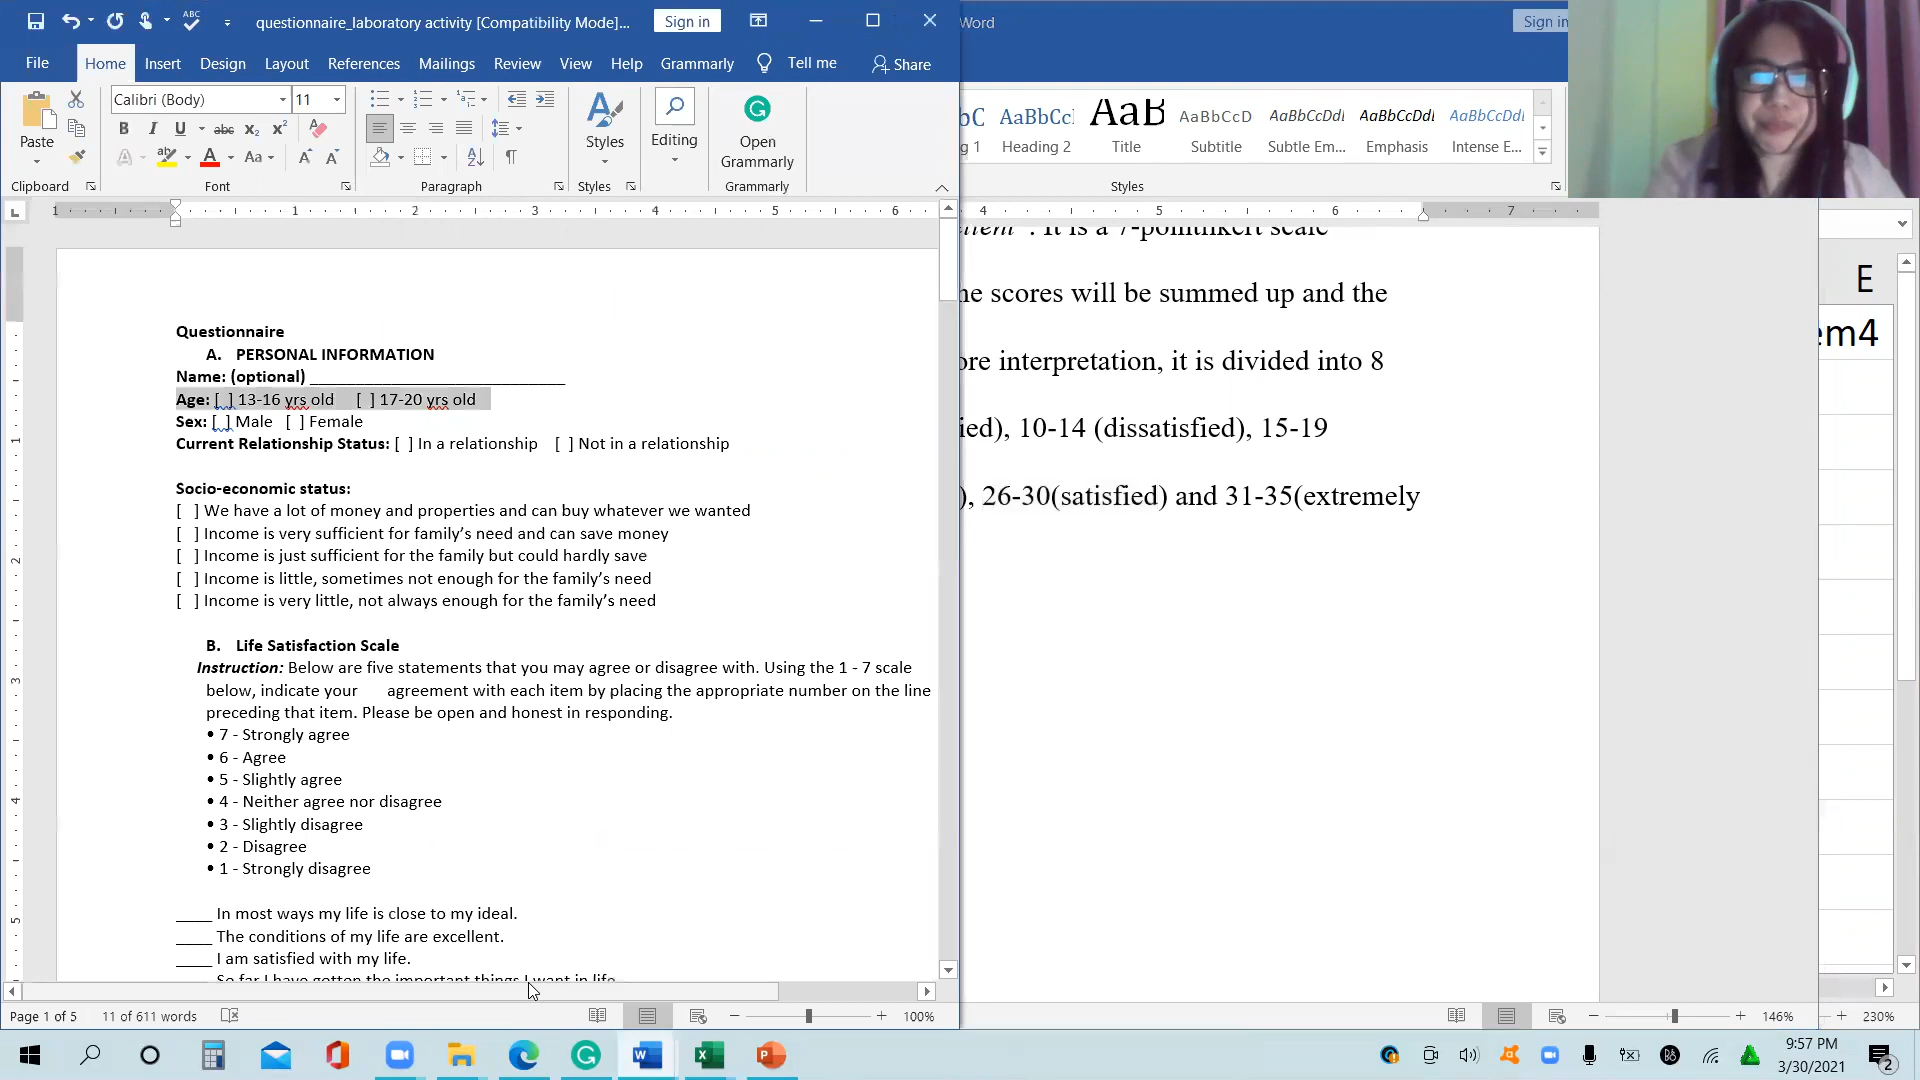 questionnaire_laboratory activity [Compatibility Mode]...
Sign in
Word
Sign in
File Home Insert Design Layout References Mailings Review View Help Grammarly Tell me Share
Calibri (Body) 11
Paste
Editing
Styles
Open
Grammarly
Clipboard Font Paragraph Styles Grammarly
AaBbCcI AaB AaBbCcD AaBbCcDdI AaBbCcDdI AaBbCcDdI
g 1 Heading 2 Title Subtitle Subtle Em... Emphasis Intense E...
Styles
Questionnaire
A. PERSONAL INFORMATION
Name: (optional) ____________________________
Age: [ ] 13-16 yrs old [ ] 17-20 yrs old
Sex: [ ] Male [ ] Female
Current Relationship Status: [ ] In a relationship [ ] Not in a relationship
Socio-economic status:
[ ] We have a lot of money and properties and can buy whatever we wanted
[ ] Income is very sufficient for family’s need and can save money
[ ] Income is just sufficient for the family but could hardly save
[ ] Income is little, sometimes not enough for the family’s need
[ ] Income is very little, not always enough for the family’s need
B. Life Satisfaction Scale
Instruction: Below are five statements that you may agree or disagree with. Using the 1 - 7 scale
below, indicate your agreement with each item by placing the appropriate number on the line
preceding that item. Please be open and honest in responding.
• 7 - Strongly agree
• 6 - Agree
• 5 - Slightly agree
• 4 - Neither agree nor disagree
• 3 - Slightly disagree
• 2 - Disagree
• 1 - Strongly disagree
____ In most ways my life is close to my ideal.
____ The conditions of my life are excellent.
____ I am satisfied with my life.
____ So far I have gotten the important things I want in life
llent". It is a 7-pointlikert scale
he scores will be summed up and the
ore interpretation, it is divided into 8
ied), 10-14 (dissatisfied), 15-19
), 26-30(satisfied) and 31-35(extremely
E
em4
Page 1 of 5 11 of 611 words 100%
146%
230%
9:57 PM
3/30/2021
2